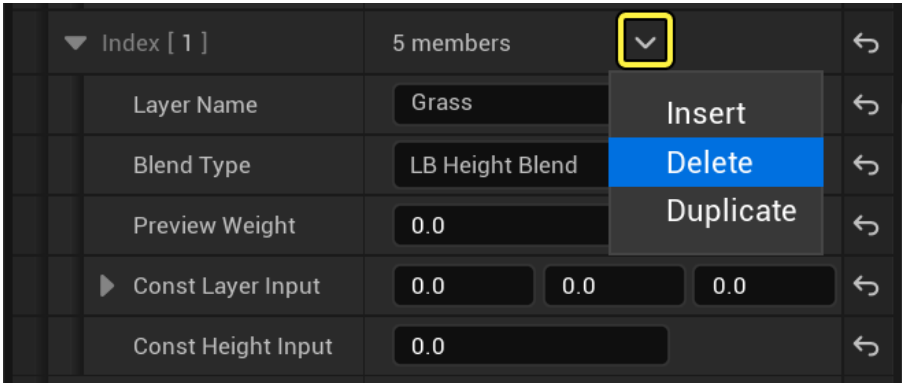 Index [ 1 ] 5 members
Layer Name Grass
Insert
Blend Type LB Height Blend
Delete
Preview Weight 0.0
Duplicate
Const Layer Input 0.0 0.0 0.0
Const Height Input 0.0